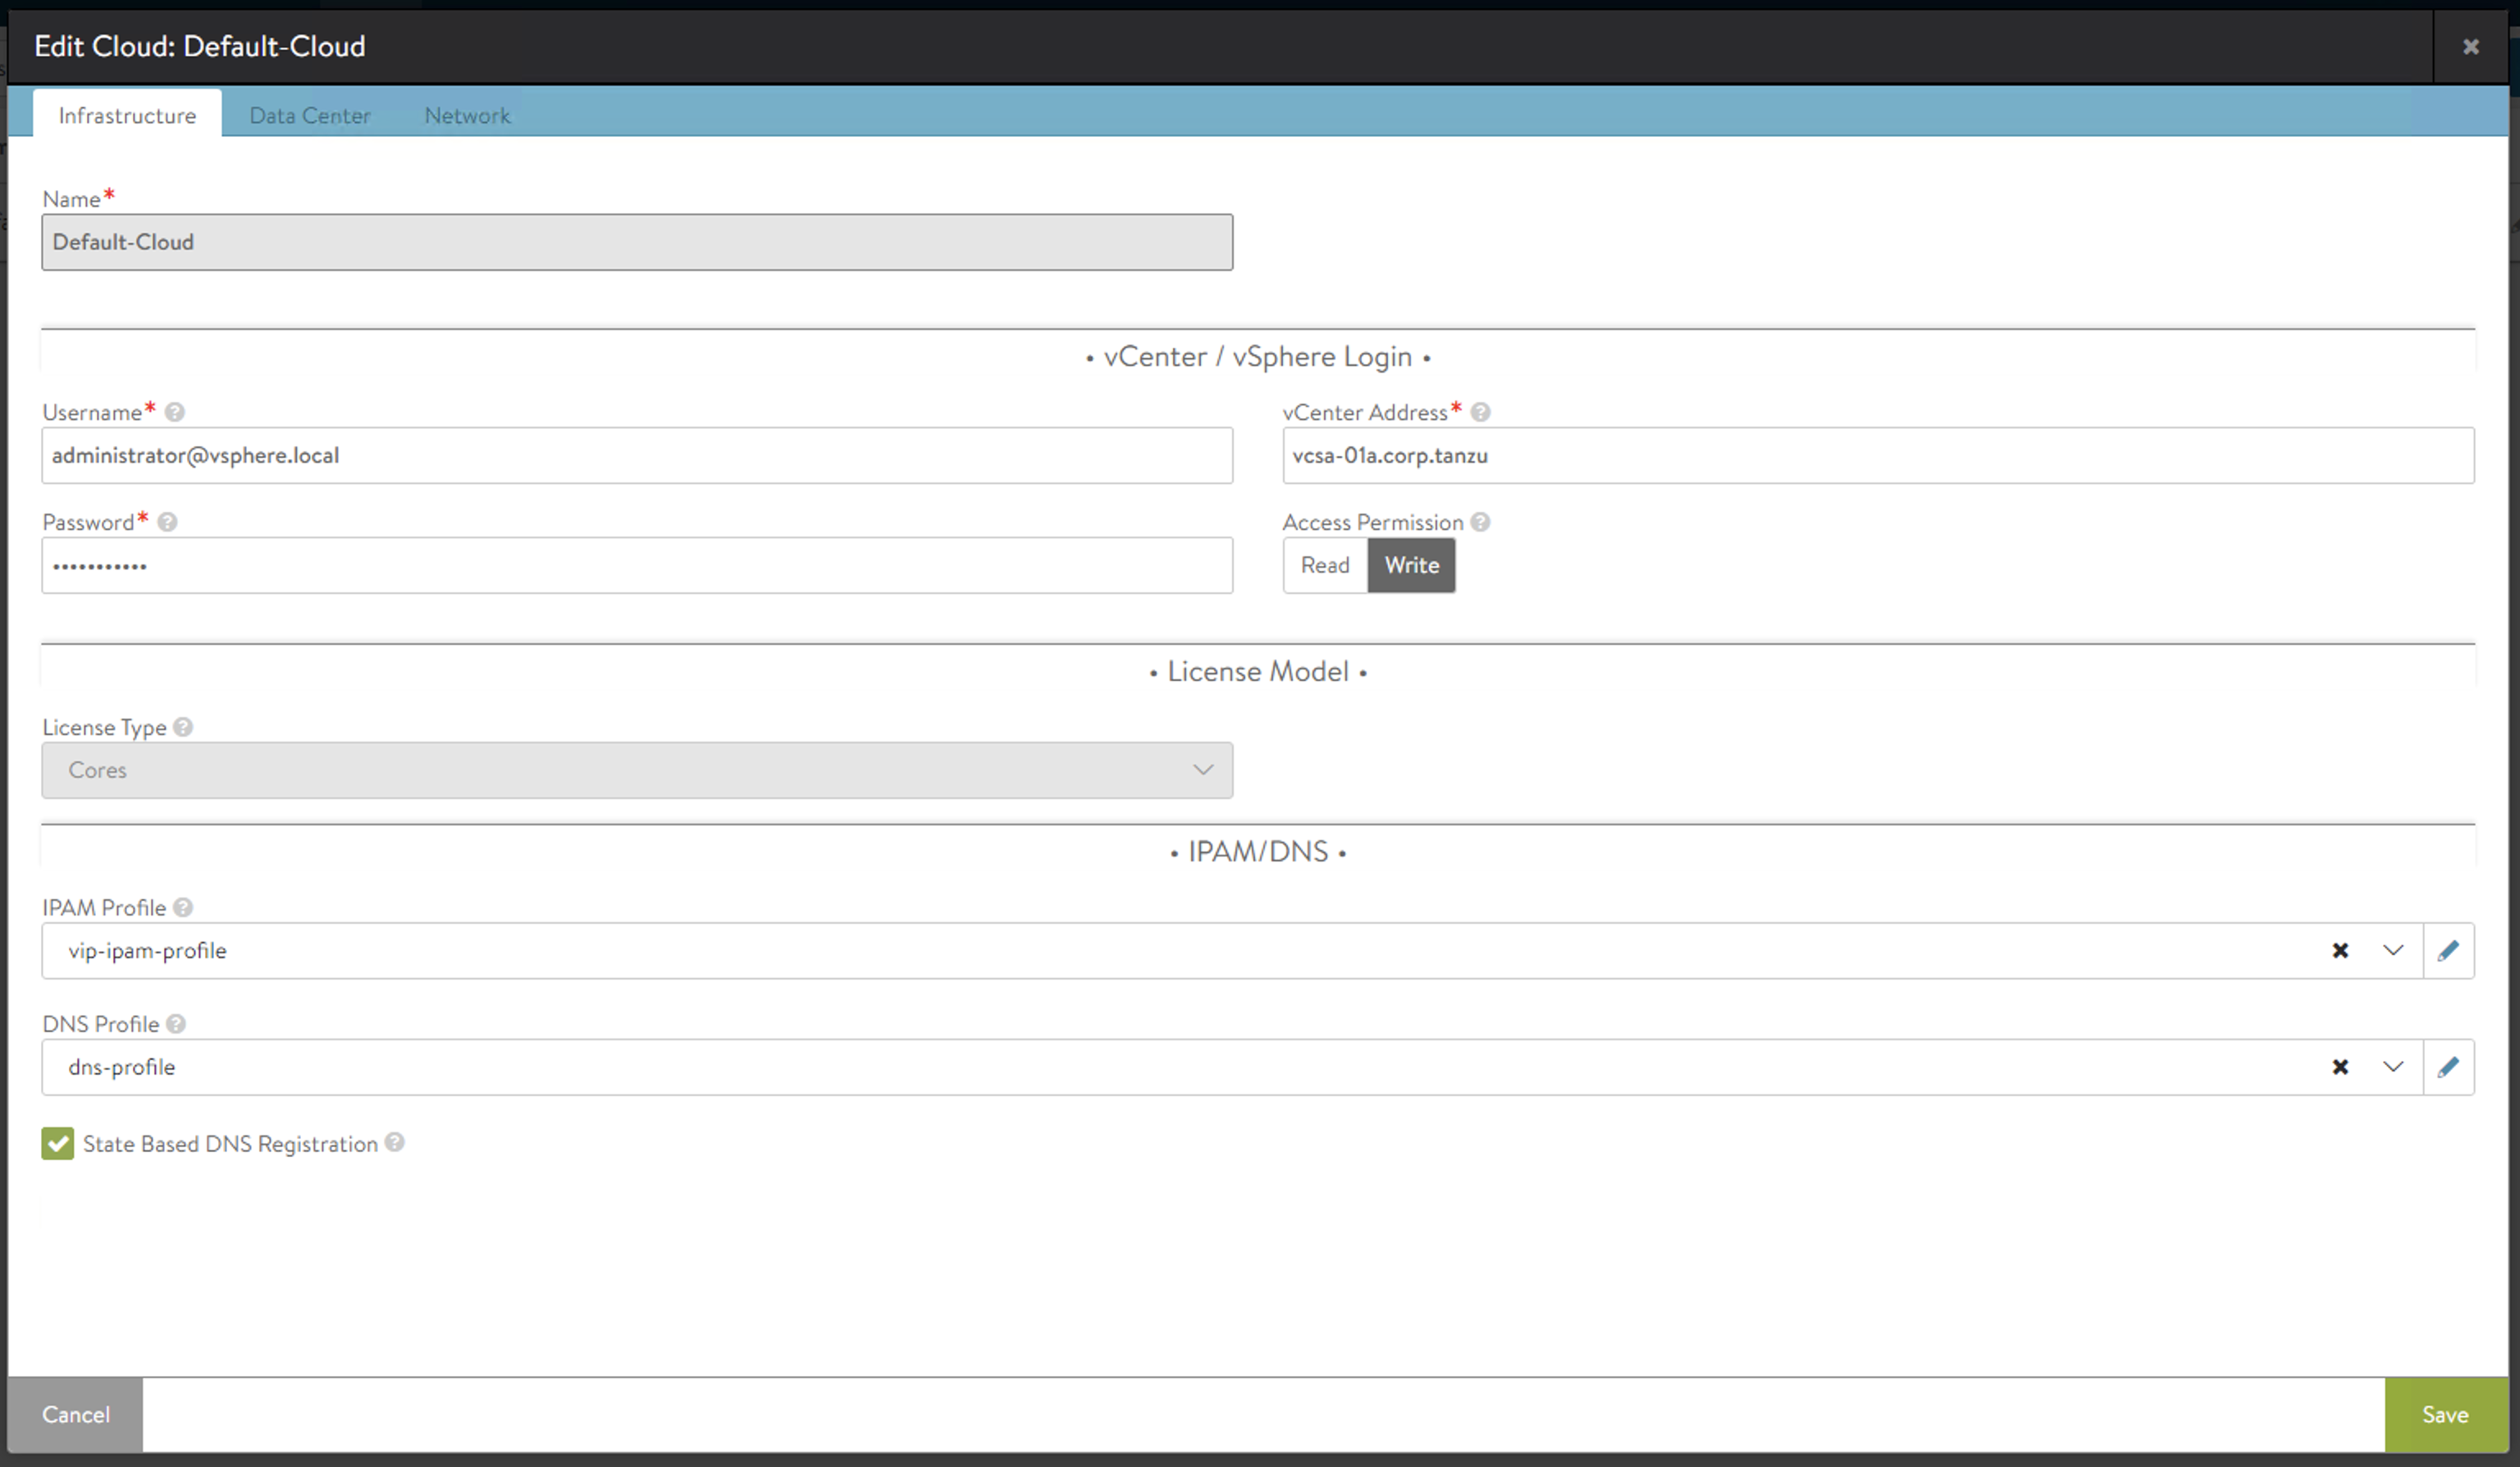 Edit Cloud: Default-Cloud
Infrastructure Data Center Network
Name*
Default-Cloud
• vCenter / vSphere Login •
Username* vCenter Address*
administrator@vsphere.local vcsa-01a.corp.tanzu
Password* Access Permission
••••••••••• Read Write
• License Model •
License Type
Cores
• IPAM/DNS •
IPAM Profile
vip-ipam-profile
DNS Profile
dns-profile
State Based DNS Registration
Cancel Save